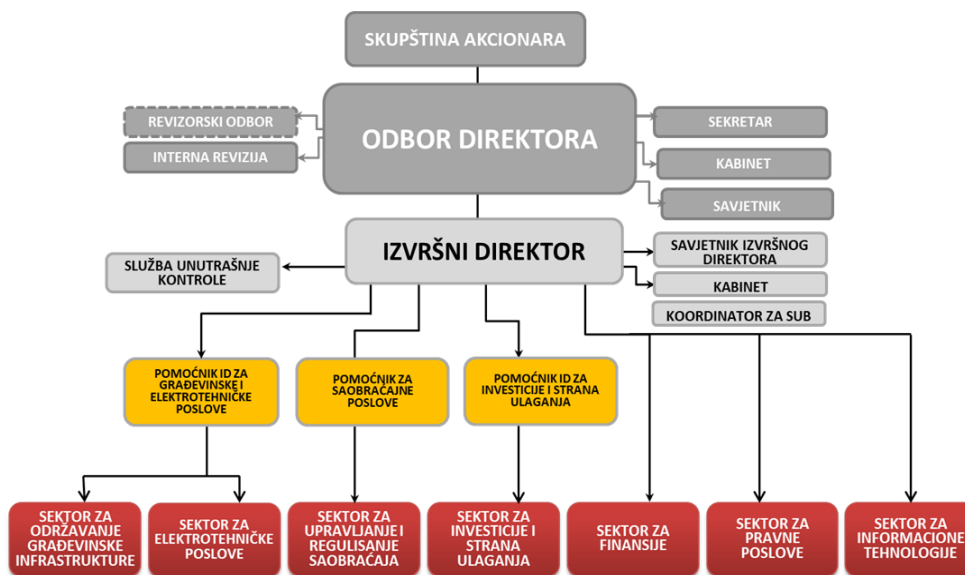 SKUPŠTINA AKCIONARA
ODBOR DIREKTORA
REVIZORSKI ODBOR
INTERNA REVIZIJA
SEKRETAR
KABINET
SAVJETNIK
IZVRŠNI DIREKTOR
SLUŽBA UNUTRAŠNJE
KONTROLE
SAVJETNIK IZVRŠNOG
DIREKTORA
KABINET
KOORDINATOR ZA SUB
POMOĆNIK ID ZA
GRAĐEVINSKE I
ELEKTROTEHNIČKE
POSLOVE
POMOĆNIK ZA
SAOBRAĆAJNE
POSLOVE
POMOĆNIK ID ZA
INVESTICIJE I STRANA
ULAGANJA
SEKTOR ZA
ODRŽAVANJE
GRAĐEVINSKE
INFRASTRUKTURE
SEKTOR ZA
ELEKTROTEHNIČKE
POSLOVE
SEKTOR ZA
UPRAVLJANJE I
REGULISANJE
SAOBRAĆAJA
SEKTOR ZA
INVESTICIJE I
STRANA
ULAGANJA
SEKTOR ZA
FINANSIJE
SEKTOR ZA
PRAVNE
POSLOVE
SEKTOR ZA
INFORMACIONE
TEHNOLOGIJE